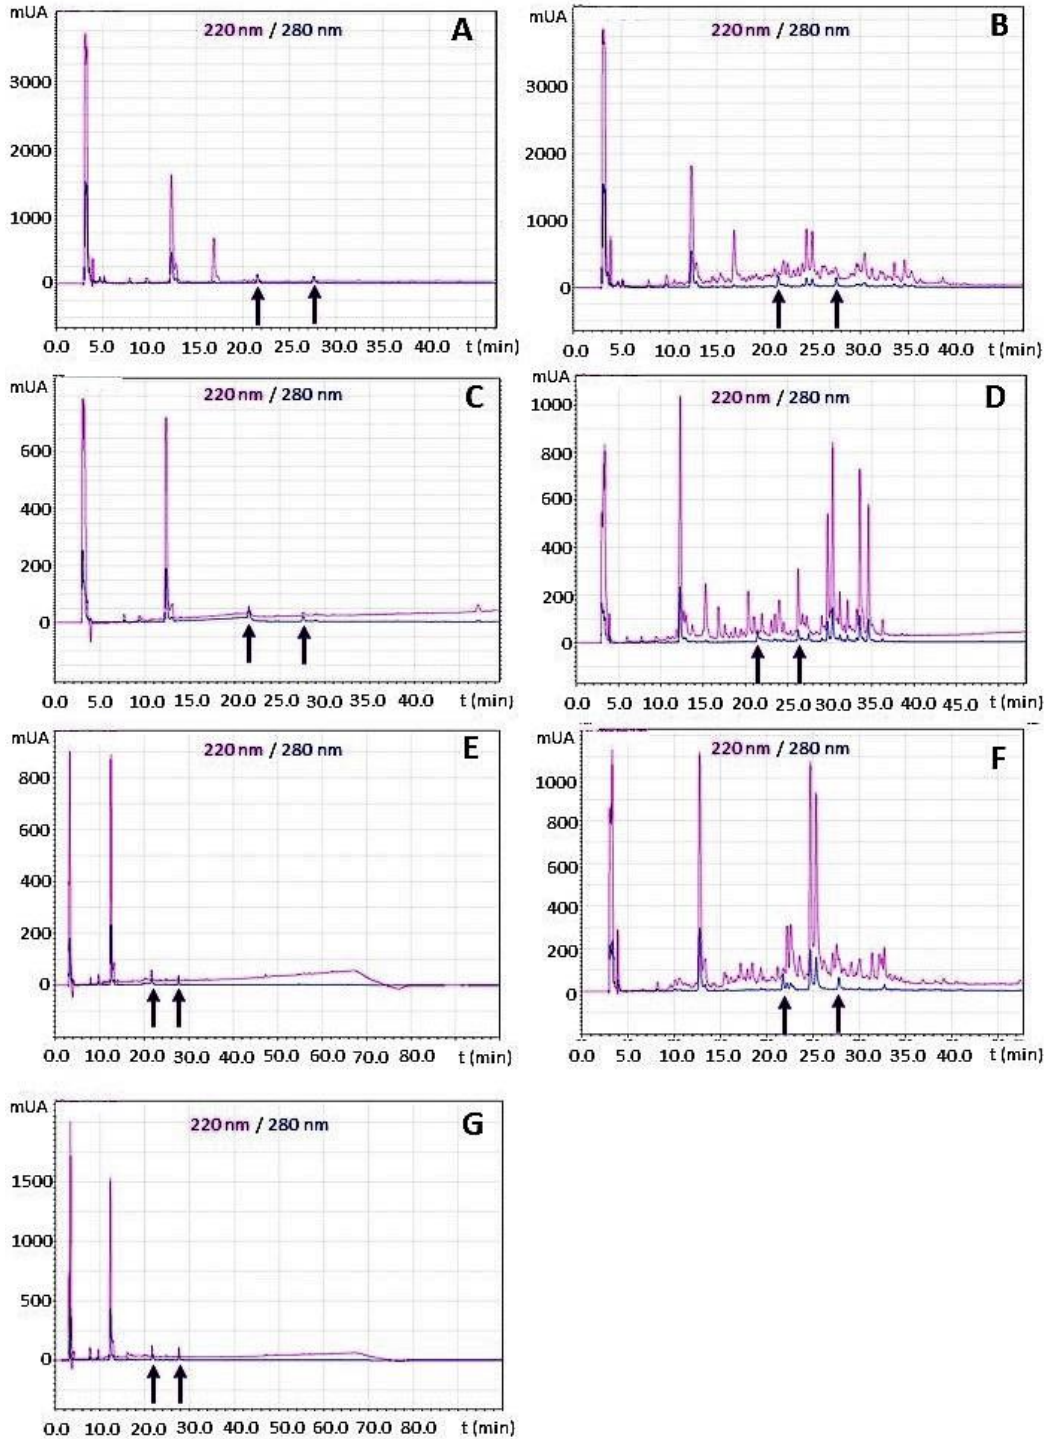 mUA
220 nm / 280 nm
A
3000
2000
1000
0
0.0 5.0 10.0 15.0 20.0 25.0 30.0 35.0 40.0 t (min)
mUA
220 nm / 280 nm
B
3000
2000
1000
0
0.0 5.0 10.0 15.0 20.0 25.0 30.0 35.0 40.0 t (min)
mUA
220 nm / 280 nm
C
600
400
200
0
0.0 5.0 10.0 15.0 20.0 25.0 30.0 35.0 40.0 t (min)
mUA
220 nm / 280 nm
D
1000
800
600
400
200
0
0.0 5.0 10.0 15.0 20.0 25.0 30.0 35.0 40.0 45.0 t (min)
mUA
220 nm / 280 nm
E
800
600
400
200
0
0.0 10.0 20.0 30.0 40.0 50.0 60.0 70.0 80.0 t (min)
mUA
220 nm / 280 nm
F
1000
800
600
400
200
0
0.0 5.0 10.0 15.0 20.0 25.0 30.0 35.0 40.0 t (min)
mUA
220 nm / 280 nm
G
1500
1000
500
0
0.0 10.0 20.0 30.0 40.0 50.0 60.0 70.0 80.0 t (min)